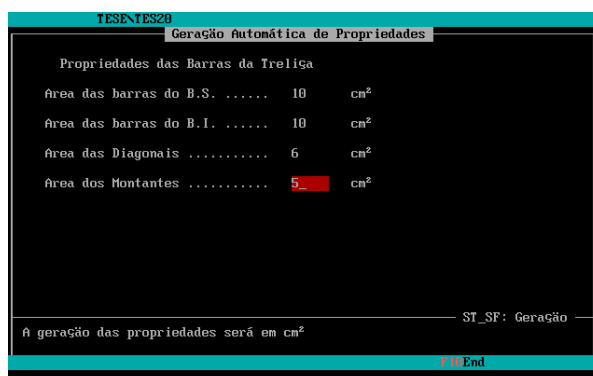 TESE\TES20
Geração Automática de Propriedades
Propriedades das Barras da Treliça
Area das barras do B.S. ...... 10 cm²
Area das barras do B.I. ...... 10 cm²
Area das Diagonais ........... 6 cm²
Area dos Montantes ........... 5_ cm²
ST_SF: Geração
A geração das propriedades será em cm²
F10End